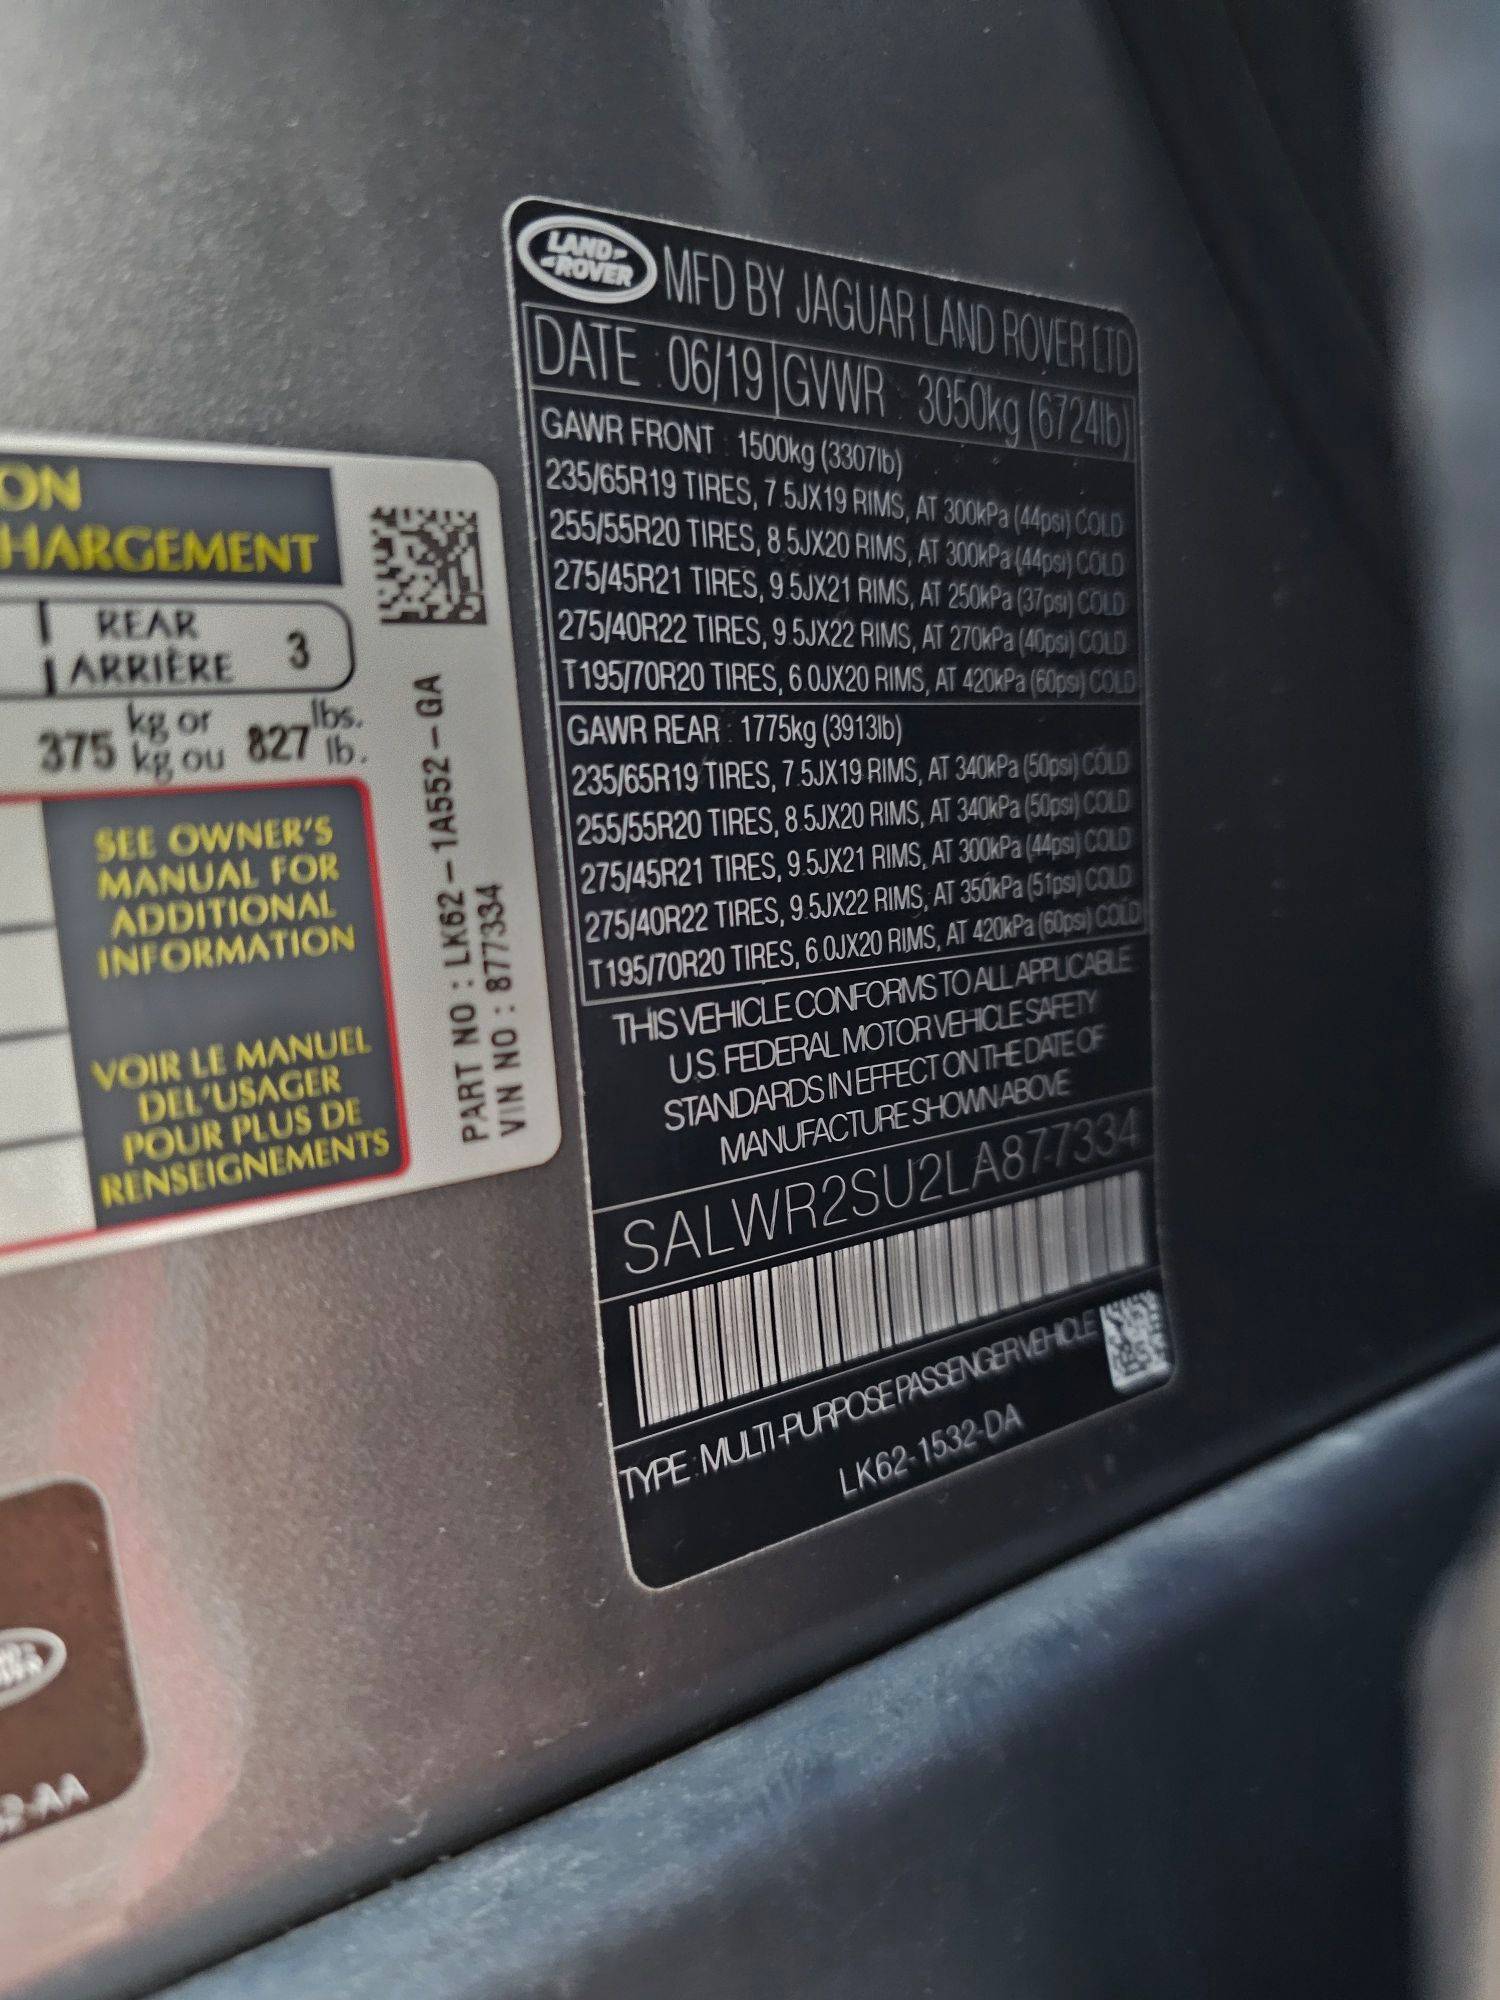 ON
HARGEMENT
REAR
ARRIÈRE 3
375 kg or 827 lbs.
kg ou lb.
SEE OWNER'S
MANUAL FOR
ADDITIONAL
INFORMATION
VOIR LE MANUEL
DEL'USAGER
POUR PLUS DE
RENSEIGNEMENTS
PART NO : LK62-1A552-GA
VIN NO : 877334
LAND
ROVER
MFD BY JAGUAR LAND ROVER LTD
DATE : 06/19 GVWR : 3050kg (6724lb)
GAWR FRONT : 1500kg (3307lb)
235/65R19 TIRES, 7.5JX19 RIMS, AT 300kPa (44psi) COLD
255/55R20 TIRES, 8.5JX20 RIMS, AT 300kPa (44psi) COLD
275/45R21 TIRES, 9.5JX21 RIMS, AT 250kPa (37psi) COLD
275/40R22 TIRES, 9.5JX22 RIMS, AT 270kPa (40psi) COLD
T195/70R20 TIRES, 6.0JX20 RIMS, AT 420kPa (60psi) COLD
GAWR REAR : 1775kg (3913lb)
235/65R19 TIRES, 7.5JX19 RIMS, AT 340kPa (50psi) COLD
255/55R20 TIRES, 8.5JX20 RIMS, AT 340kPa (50psi) COLD
275/45R21 TIRES, 9.5JX21 RIMS, AT 300kPa (44psi) COLD
275/40R22 TIRES, 9.5JX22 RIMS, AT 350kPa (51psi) COLD
T195/70R20 TIRES, 6.0JX20 RIMS, AT 420kPa (60psi) COLD
THIS VEHICLE CONFORMS TO ALL APPLICABLE
U.S. FEDERAL MOTOR VEHICLE SAFETY
STANDARDS IN EFFECT ON THE DATE OF
MANUFACTURE SHOWN ABOVE
SALWR2SU2LA877334
TYPE : MULTI-PURPOSE PASSENGER VEHICLE
LK62-1532-DA